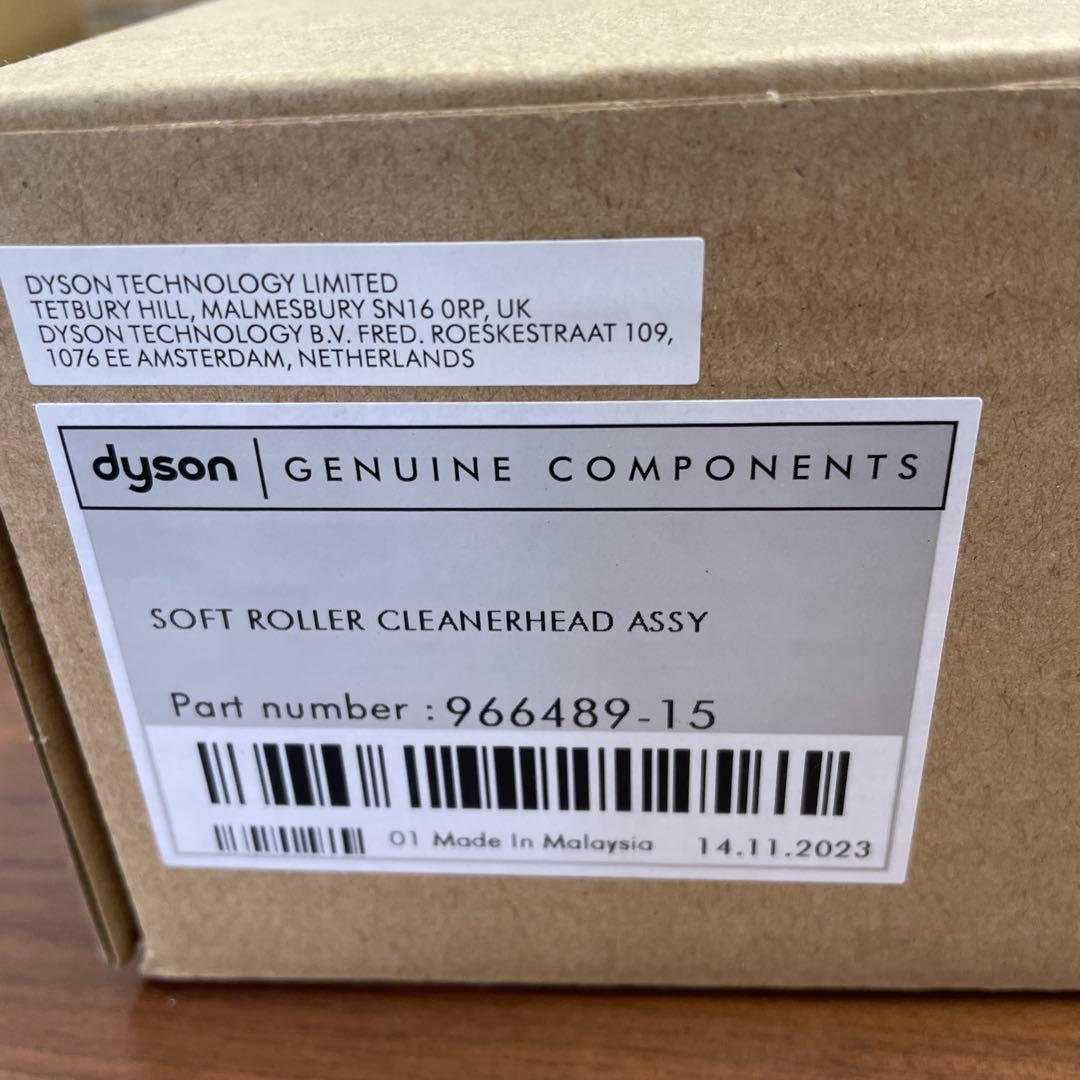 DYSON TECHNOLOGY LIMITED
TETBURY HILL, MALMESBURY SN16 0RP, UK
DYSON TECHNOLOGY B.V. FRED. ROESKESTRAAT 109,
1076 EE AMSTERDAM, NETHERLANDS
dyson | GENUINE COMPONENTS
SOFT ROLLER CLEANERHEAD ASSY
Part number : 966489-15
01 Made In Malaysia 14.11.2023